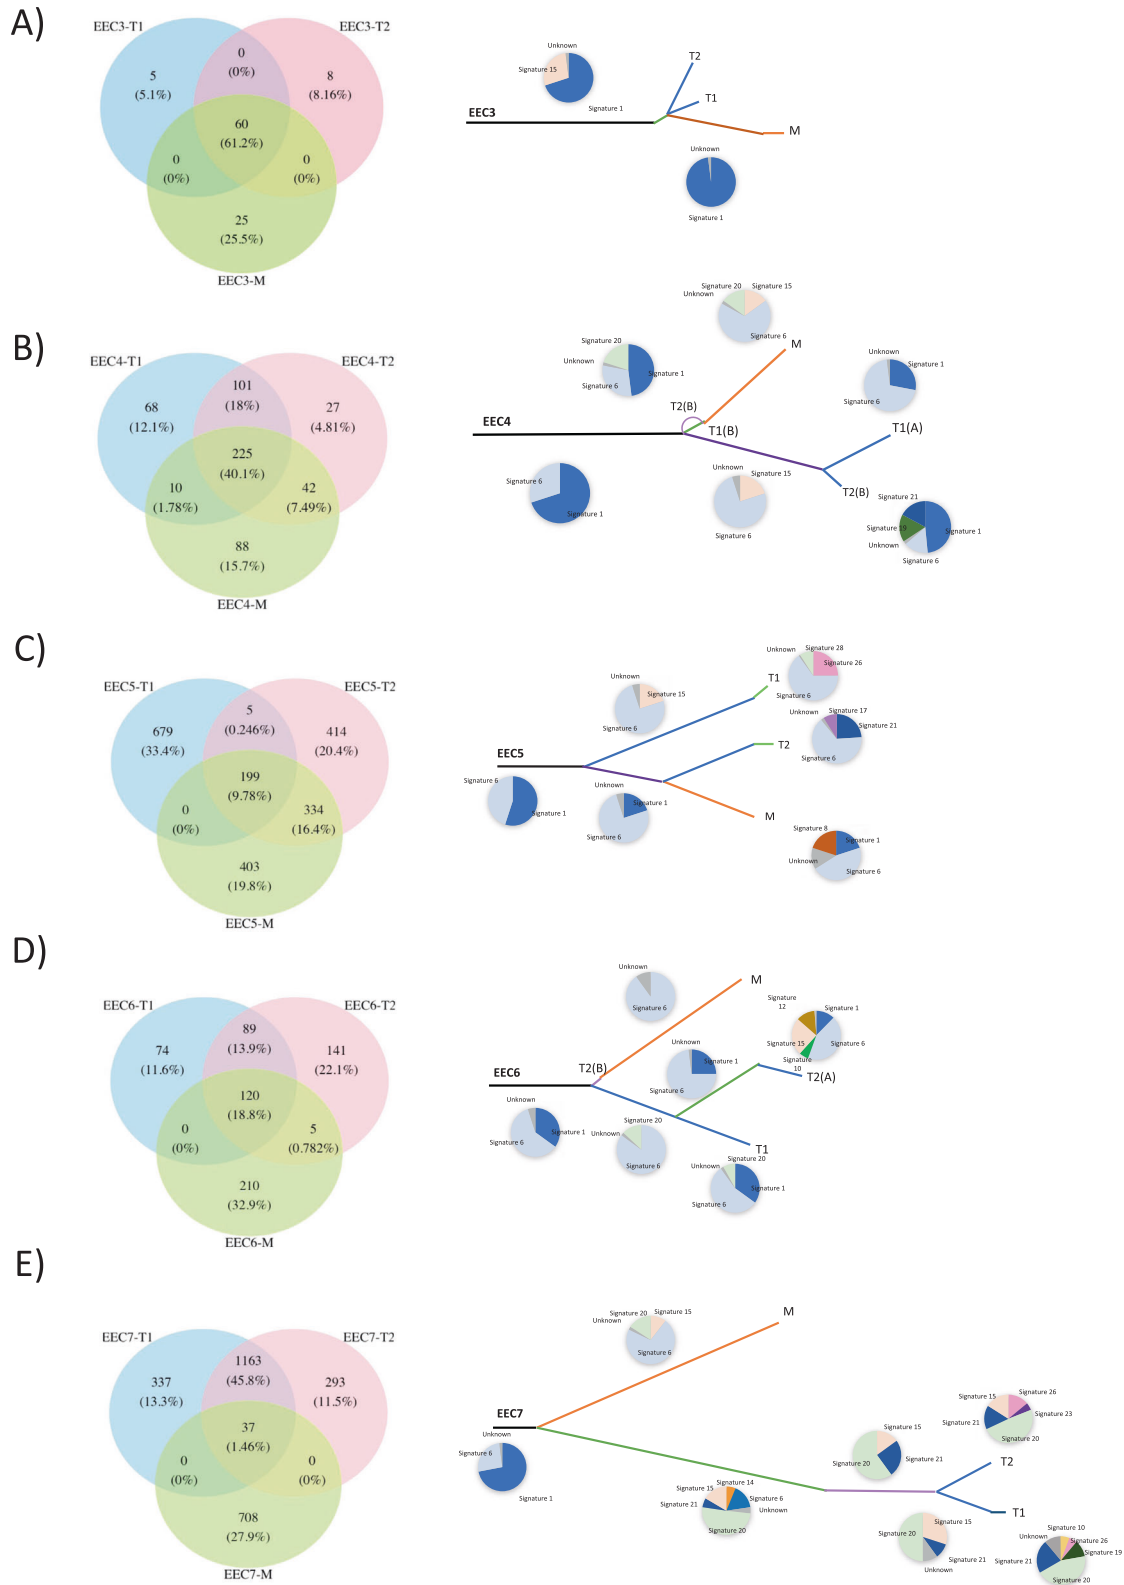 A)
EEC3-T1
EEC3-T2
0
(0%)
5
(5.1%)
8
(8.16%)
60
(61.2%)
0
(0%)
0
(0%)
25
(25.5%)
EEC3-M
Unknown
Signature 15
Signature 1
EEC3
T2
T1
M
Unknown
Signature 1
B)
EEC4-T1
EEC4-T2
101
(18%)
68
(12.1%)
27
(4.81%)
225
(40.1%)
10
(1.78%)
42
(7.49%)
88
(15.7%)
EEC4-M
Signature 20
Signature 15
Unknown
Signature 6
M
Signature 20
Unknown
Signature 1
Signature 6
Unknown
Signature 1
Signature 6
T2(B)
EEC4
T1(B)
T1(A)
Signature 6
Signature 1
Unknown
Signature 15
Signature 6
T2(B)
Signature 21
Signature 19
Signature 1
Unknown
Signature 6
C)
EEC5-T1
EEC5-T2
5
(0.246%)
679
(33.4%)
414
(20.4%)
199
(9.78%)
0
(0%)
334
(16.4%)
403
(19.8%)
EEC5-M
Unknown
Signature 28
Signature 26
Signature 6
T1
Unknown
Signature 15
Signature 6
Unknown
Signature 17
Signature 21
Signature 6
T2
EEC5
Signature 6
Signature 1
Unknown
Signature 1
Signature 6
M
Signature 8
Signature 1
Unknown
Signature 6
D)
EEC6-T1
EEC6-T2
89
(13.9%)
74
(11.6%)
141
(22.1%)
120
(18.8%)
0
(0%)
5
(0.782%)
210
(32.9%)
EEC6-M
Unknown
Signature 6
M
Signature
12
Signature 1
Signature 15
Signature 6
Signature
10
Unknown
Signature 1
Signature 6
T2(B)
EEC6
T2(A)
Unknown
Signature 1
Signature 6
Signature 20
Unknown
Signature 6
T1
Signature 20
Unknown
Signature 1
Signature 6
E)
EEC7-T1
EEC7-T2
1163
(45.8%)
337
(13.3%)
293
(11.5%)
37
(1.46%)
0
(0%)
0
(0%)
708
(27.9%)
EEC7-M
M
Signature 20
Signature 15
Unknown
Signature 6
EEC7
Unknown
Signature 6
Signature 1
Signature 15
Signature 26
Signature 23
Signature 21
Signature 20
Signature 15
Signature 20
Signature 21
T2
Signature 14
Signature 15
Signature 6
Signature 21
Unknown
Signature 20
T1
Signature 20
Signature 15
Signature 21
Unknown
Signature 10
Unknown
Signature 26
Signature 19
Signature 21
Signature 20